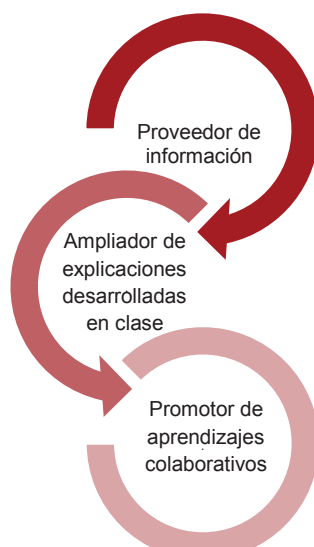 Proveedor de
información
Ampliador de
explicaciones
desarrolladas
en clase
Promotor de
aprendizajes
colaborativos